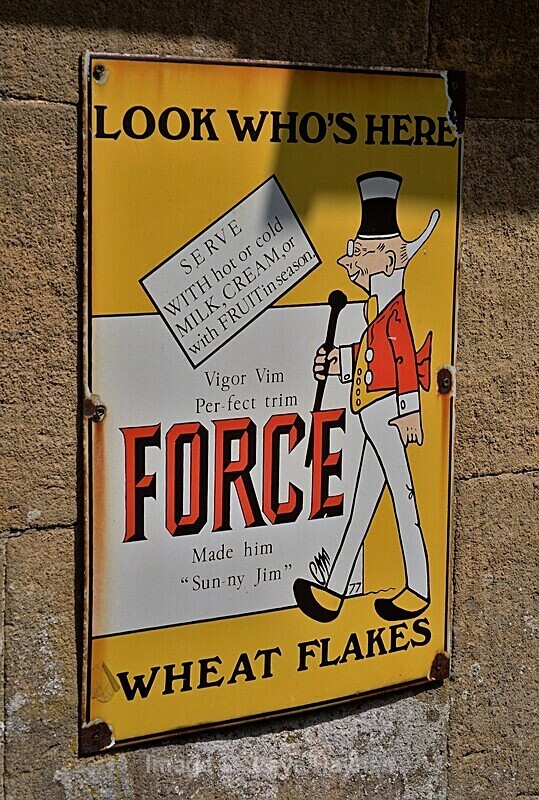 LOOK WHO'S HERE
SERVE
WITH hot or cold
MILK, CREAM, or
with FRUIT in season.
Vigor Vim
Per-fect trim
FORCE
Made him
"Sun-ny Jim"
77
WHEAT FLAKES